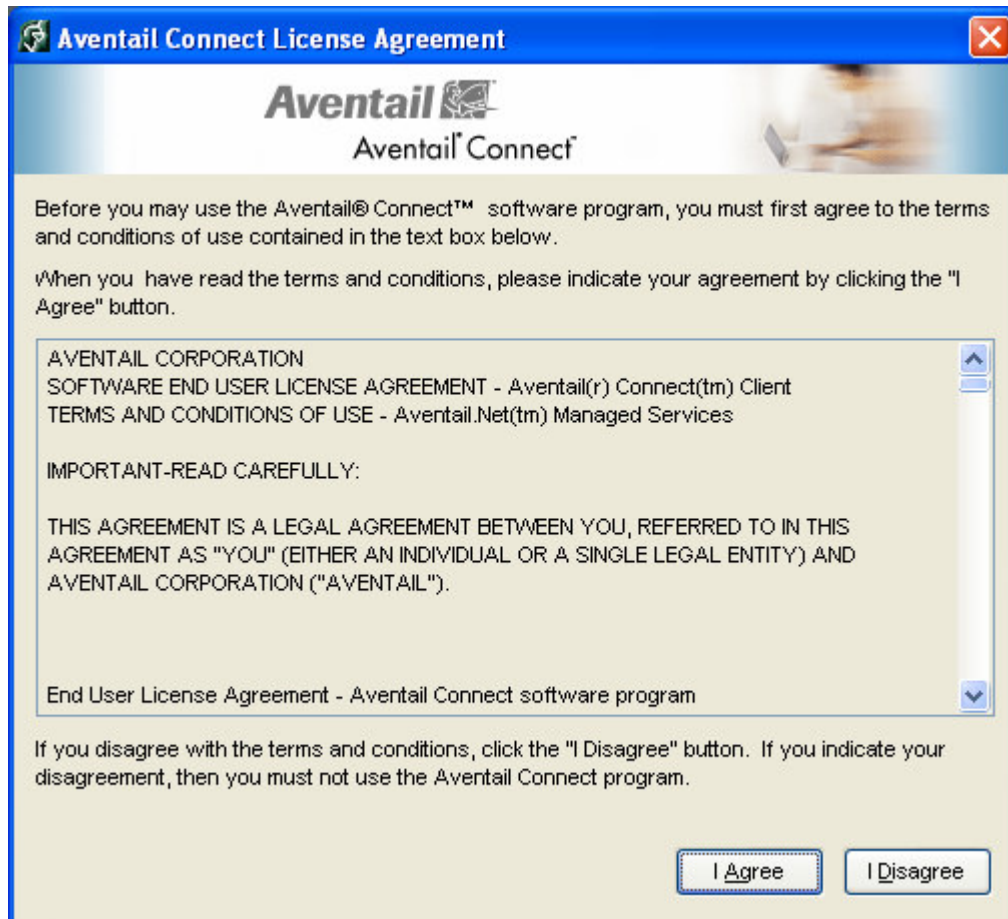 Aventail Connect License Agreement
Aventail
Aventail® Connect™
Before you may use the Aventail® Connect™ software program, you must first agree to the terms
and conditions of use contained in the text box below.
When you have read the terms and conditions, please indicate your agreement by clicking the "I
Agree" button.
AVENTAIL CORPORATION
SOFTWARE END USER LICENSE AGREEMENT - Aventail(r) Connect(tm) Client
TERMS AND CONDITIONS OF USE - Aventail.Net(tm) Managed Services
IMPORTANT-READ CAREFULLY:
THIS AGREEMENT IS A LEGAL AGREEMENT BETWEEN YOU, REFERRED TO IN THIS
AGREEMENT AS "YOU" (EITHER AN INDIVIDUAL OR A SINGLE LEGAL ENTITY) AND
AVENTAIL CORPORATION ("AVENTAIL").
End User License Agreement - Aventail Connect software program
If you disagree with the terms and conditions, click the "I Disagree" button. If you indicate your
disagreement, then you must not use the Aventail Connect program.
I Agree
I Disagree